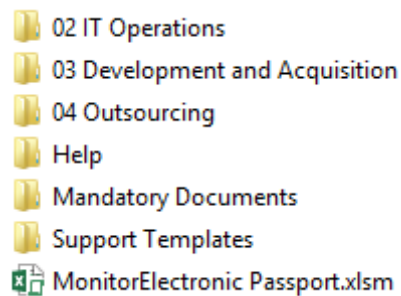 02 IT Operations
03 Development and Acquisition
04 Outsourcing
Help
Mandatory Documents
Support Templates
MonitorElectronic Passport.xlsm